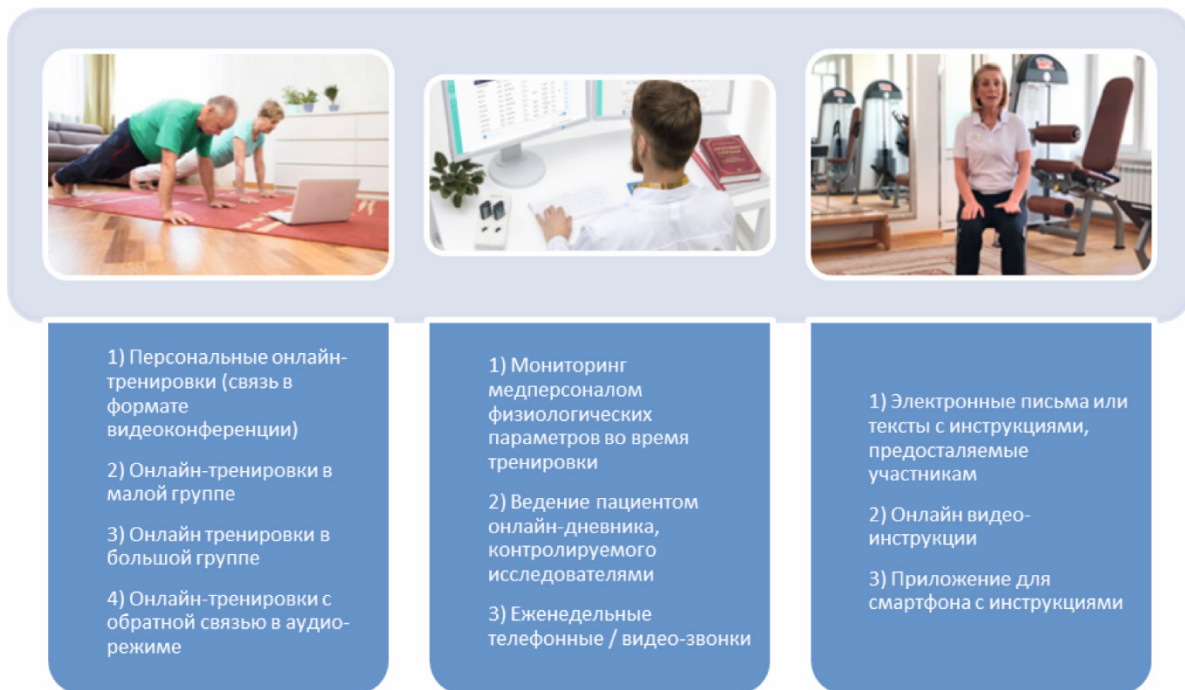 1) Персональные онлайн-
тренировки (связь в
формате
видеоконференции)
2) Онлайн-тренировки в
малой группе
3) Онлайн тренировки в
большой группе
4) Онлайн-тренировки с
обратной связью в аудио-
режиме
1) Мониторинг
медперсоналом
физиологических
параметров во время
тренировки
2) Ведение пациентом
онлайн-дневника,
контролируемого
исследователями
3) Еженедельные
телефонные / видео-звонки
1) Электронные письма или
тексты с инструкциями,
предосталяемые
участникам
2) Онлайн видео-
инструкции
3) Приложение для
смартфона с инструкциями